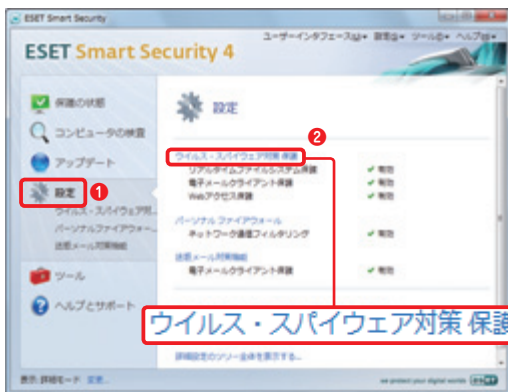 ESET Smart Security
ユーザーインタフェース(U)▾ 設定(S)▾ ツール(O)▾ ヘルプ(H)▾
ESET Smart Security 4
保護の状態
コンピュータの検査
アップデート
設定
❶
ウイルス・スパイウェア対...
パーソナルファイアウォー...
迷惑メール対策機能
ツール
ヘルプとサポート
設定
❷
ウイルス・スパイウェア対策 保護
リアルタイムファイルシステム保護 ✔ 有効
電子メールクライアント保護 ✔ 有効
Webアクセス保護 ✔ 有効
パーソナル ファイアウォール
ネットワーク通信フィルタリング ✔ 有効
迷惑メール対策機能
電子メールクライアント保護 ✔ 有効
ウイルス・スパイウェア対策 保護
詳細設定のツリー全体を表示する...
表示: 詳細モード 変更...
we protect your digital worlds eset